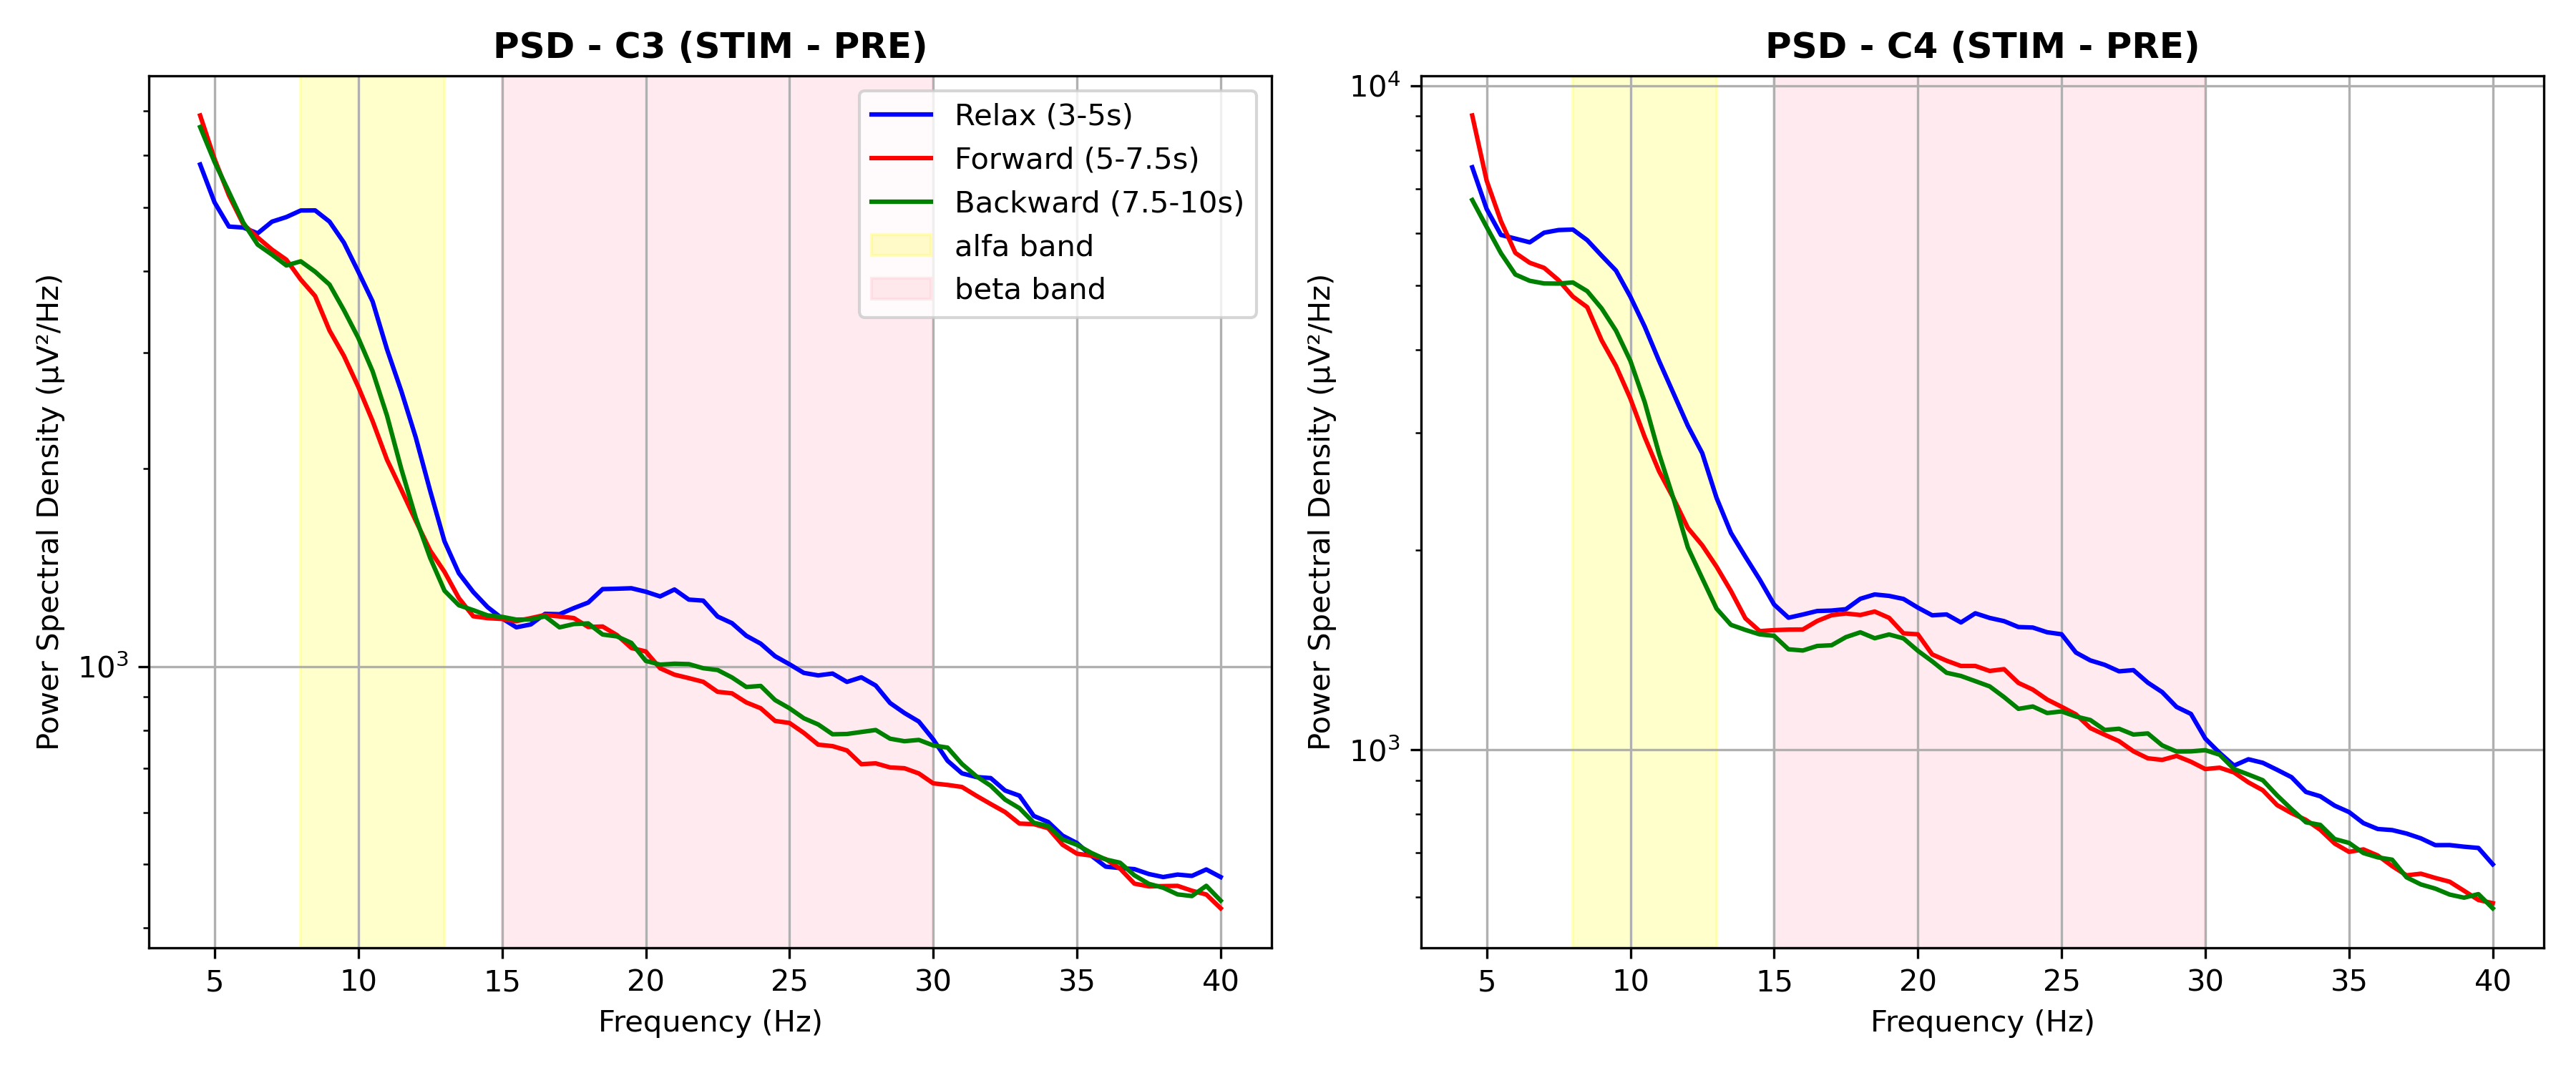 PSD - C3 (STIM - PRE)
Power Spectral Density (µV²/Hz)
10³
Relax (3-5s)
Forward (5-7.5s)
Backward (7.5-10s)
alfa band
beta band
5 10 15 20 25 30 35 40
Frequency (Hz)
PSD - C4 (STIM - PRE)
Power Spectral Density (µV²/Hz)
10⁴
10³
5 10 15 20 25 30 35 40
Frequency (Hz)